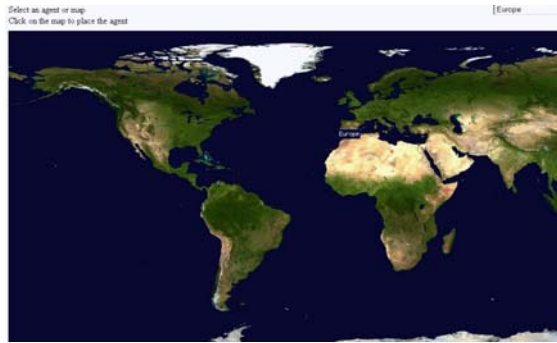 Select an agent or map
Europe
Click on the map to place the agent
Europe